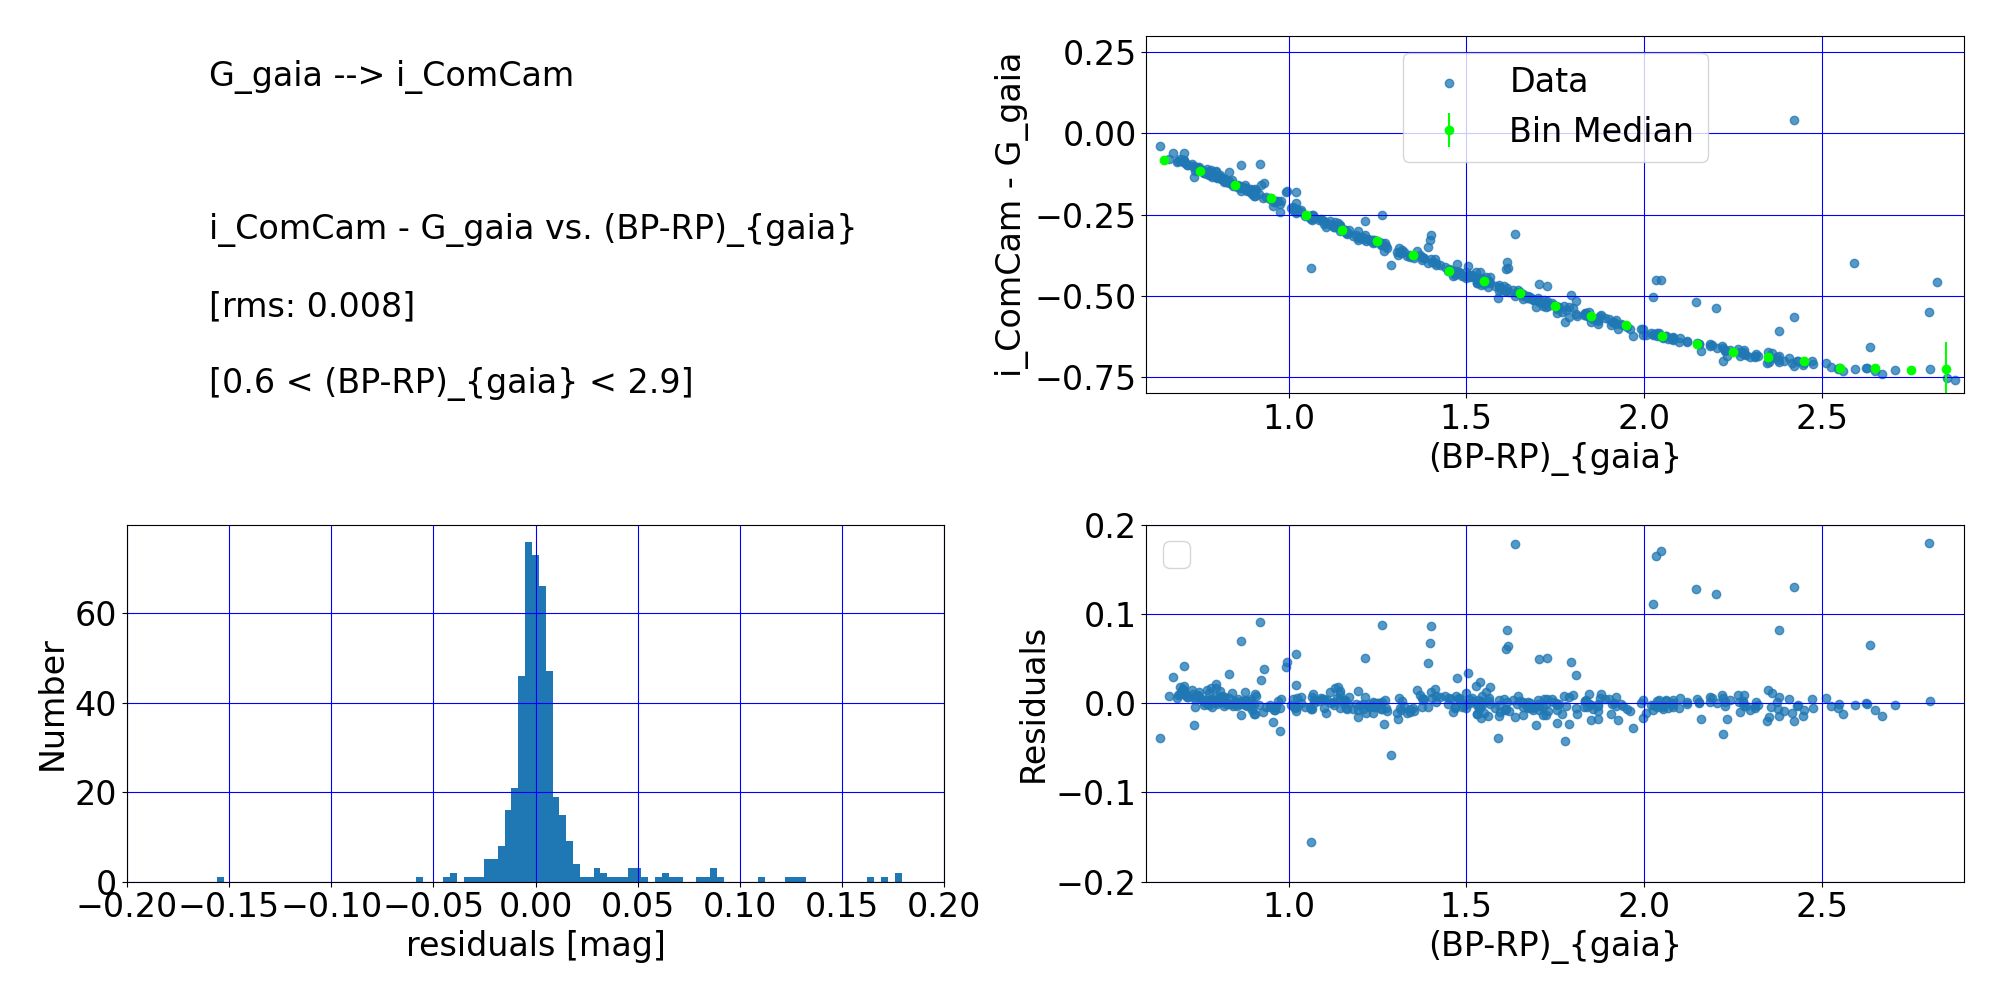 G_gaia --> i_ComCam
i_ComCam - G_gaia vs. (BP-RP)_{gaia}
[rms: 0.008]
[0.6 < (BP-RP)_{gaia} < 2.9]
i_ComCam - G_gaia
0.25
0.00
−0.25
−0.50
−0.75
Data
Bin Median
1.0 1.5 2.0 2.5
(BP-RP)_{gaia}
Number
60
40
20
0
−0.20 −0.15 −0.10 −0.05 0.00 0.05 0.10 0.15 0.20
residuals [mag]
Residuals
0.2
0.1
0.0
−0.1
−0.2
1.0 1.5 2.0 2.5
(BP-RP)_{gaia}